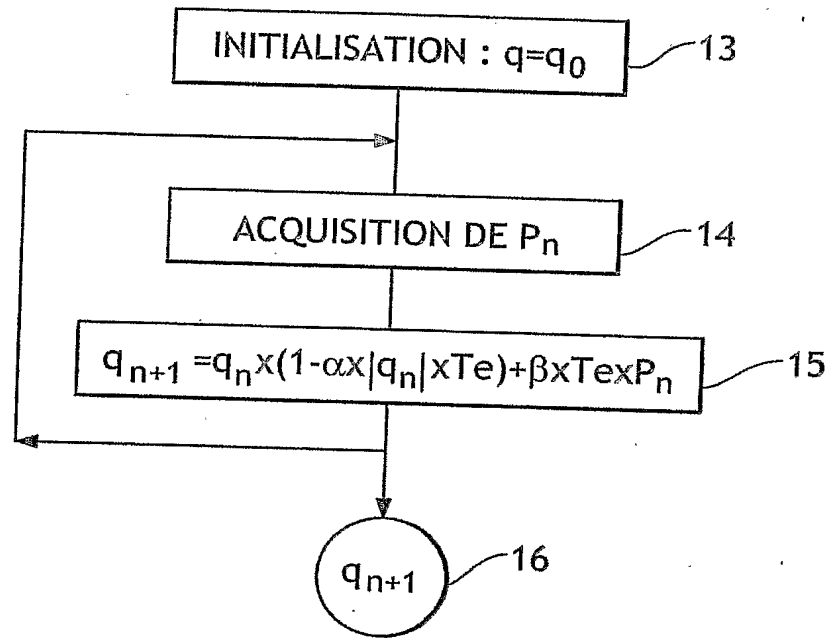 INITIALISATION : q=q₀
13
ACQUISITION DE Pₙ
14
qₙ₊₁ =qₙx(1-αx|qₙ|xTe)+βxTexPₙ
15
qₙ₊₁
16